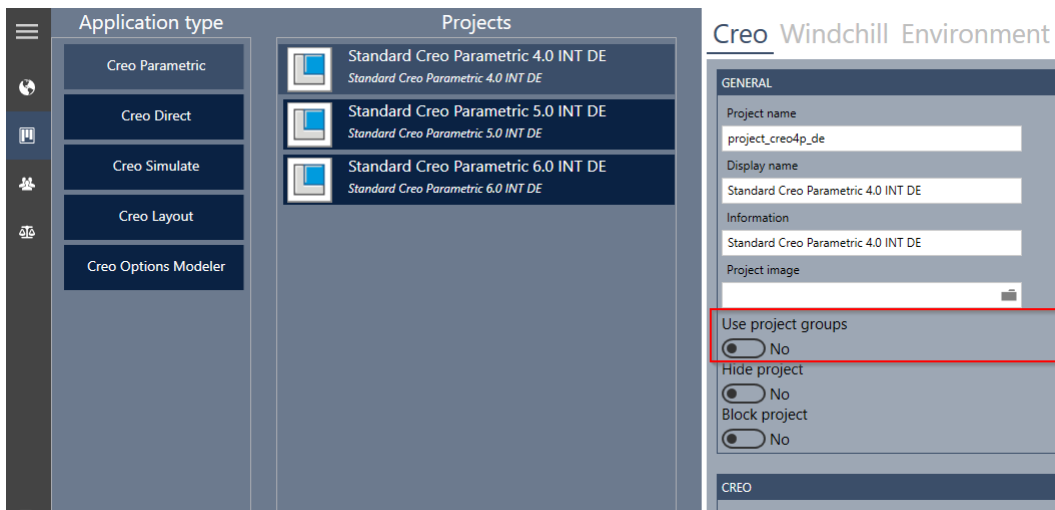 Application type
Creo Parametric
Creo Direct
Creo Simulate
Creo Layout
Creo Options Modeler
Projects
Standard Creo Parametric 4.0 INT DE
Standard Creo Parametric 4.0 INT DE
Standard Creo Parametric 5.0 INT DE
Standard Creo Parametric 5.0 INT DE
Standard Creo Parametric 6.0 INT DE
Standard Creo Parametric 6.0 INT DE
Creo Windchill Environment
GENERAL
Project name
project_creo4p_de
Display name
Standard Creo Parametric 4.0 INT DE
Information
Standard Creo Parametric 4.0 INT DE
Project image
Use project groups
No
Hide project
No
Block project
No
CREO